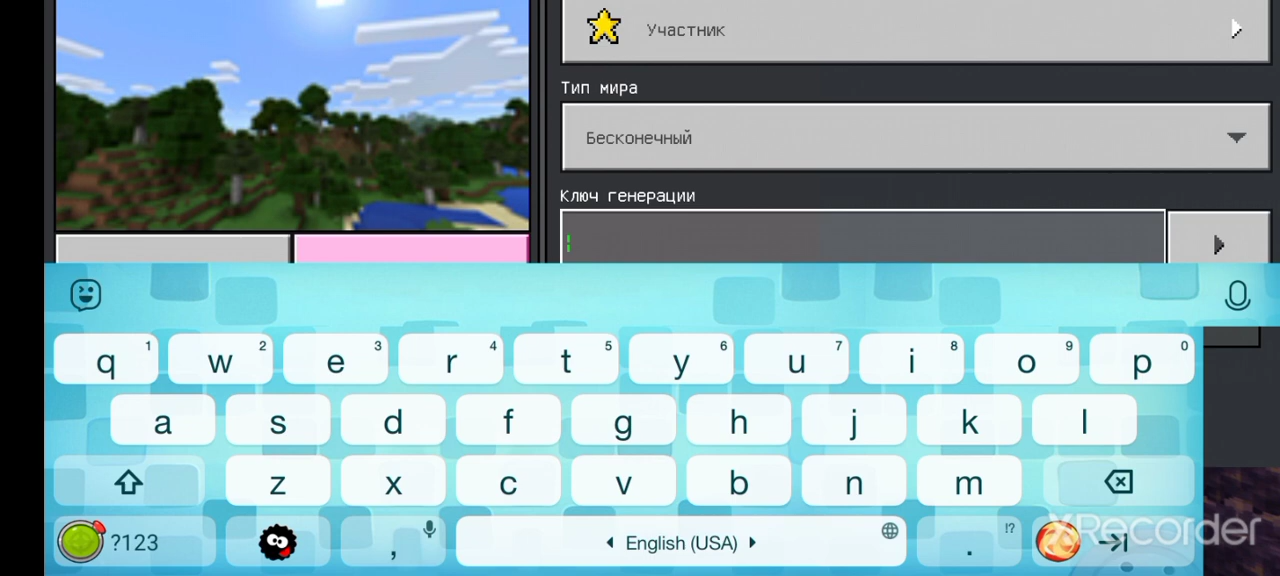 Участник
Тип мира
Бесконечный
Ключ генерации
q 1 w 2 e 3 r 4 t 5 y 6 u 7 i 8 o 9 p 0
a s d f g h j k l
z x c v b n m
?123 , English (USA) . !?
XRecorder